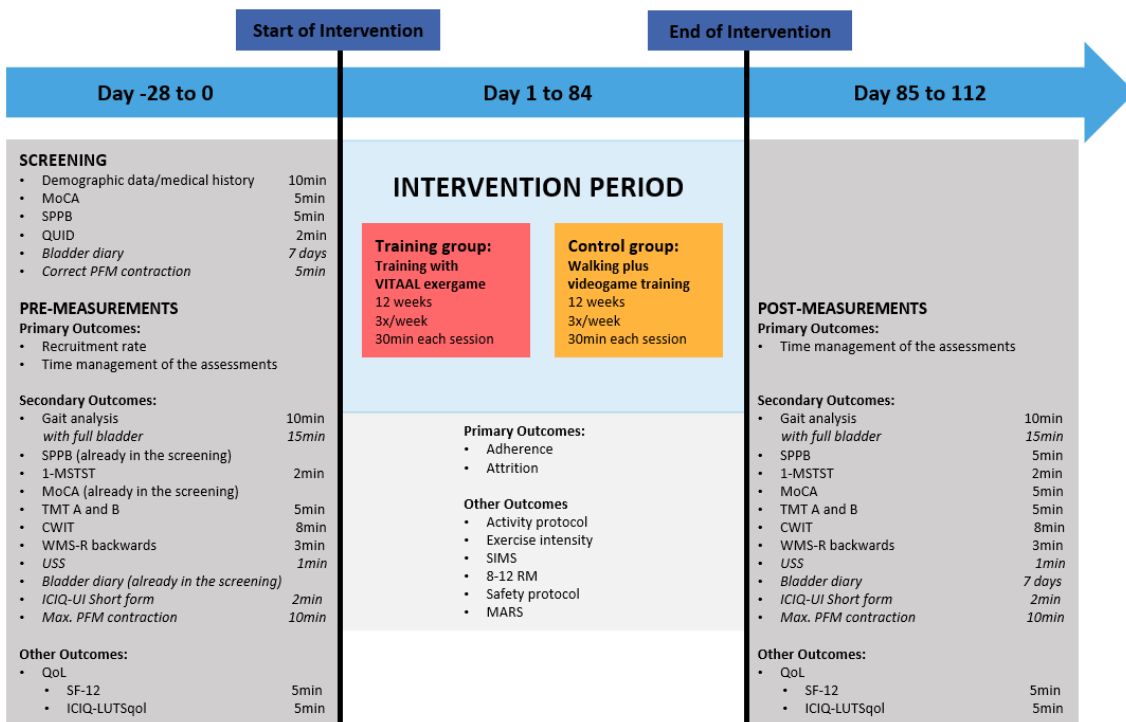 Start of Intervention
End of Intervention
Day -28 to 0
Day 1 to 84
Day 85 to 112
SCREENING
• Demographic data/medical history 10min
• MoCA 5min
• SPPB 5min
• QUID 2min
• Bladder diary 7 days
• Correct PFM contraction 5min
PRE-MEASUREMENTS
Primary Outcomes:
• Recruitment rate
• Time management of the assessments
Secondary Outcomes:
• Gait analysis 10min
with full bladder 15min
• SPPB (already in the screening)
• 1-MSTST 2min
• MoCA (already in the screening)
• TMT A and B 5min
• CWIT 8min
• WMS-R backwards 3min
• USS 1min
• Bladder diary (already in the screening)
• ICIQ-UI Short form 2min
• Max. PFM contraction 10min
Other Outcomes:
• QoL
• SF-12 5min
• ICIQ-LUTSqol 5min
INTERVENTION PERIOD
Training group:
Training with
VITAAL exergame
12 weeks
3x/week
30min each session
Control group:
Walking plus
videogame training
12 weeks
3x/week
30min each session
Primary Outcomes:
• Adherence
• Attrition
Other Outcomes
• Activity protocol
• Exercise intensity
• SIMS
• 8-12 RM
• Safety protocol
• MARS
POST-MEASUREMENTS
Primary Outcomes:
• Time management of the assessments
Secondary Outcomes:
• Gait analysis 10min
with full bladder 15min
• SPPB 5min
• 1-MSTST 2min
• MoCA 5min
• TMT A and B 5min
• CWIT 8min
• WMS-R backwards 3min
• USS 1min
• Bladder diary 7 days
• ICIQ-UI Short form 2min
• Max. PFM contraction 10min
Other Outcomes:
• QoL
• SF-12 5min
• ICIQ-LUTSqol 5min